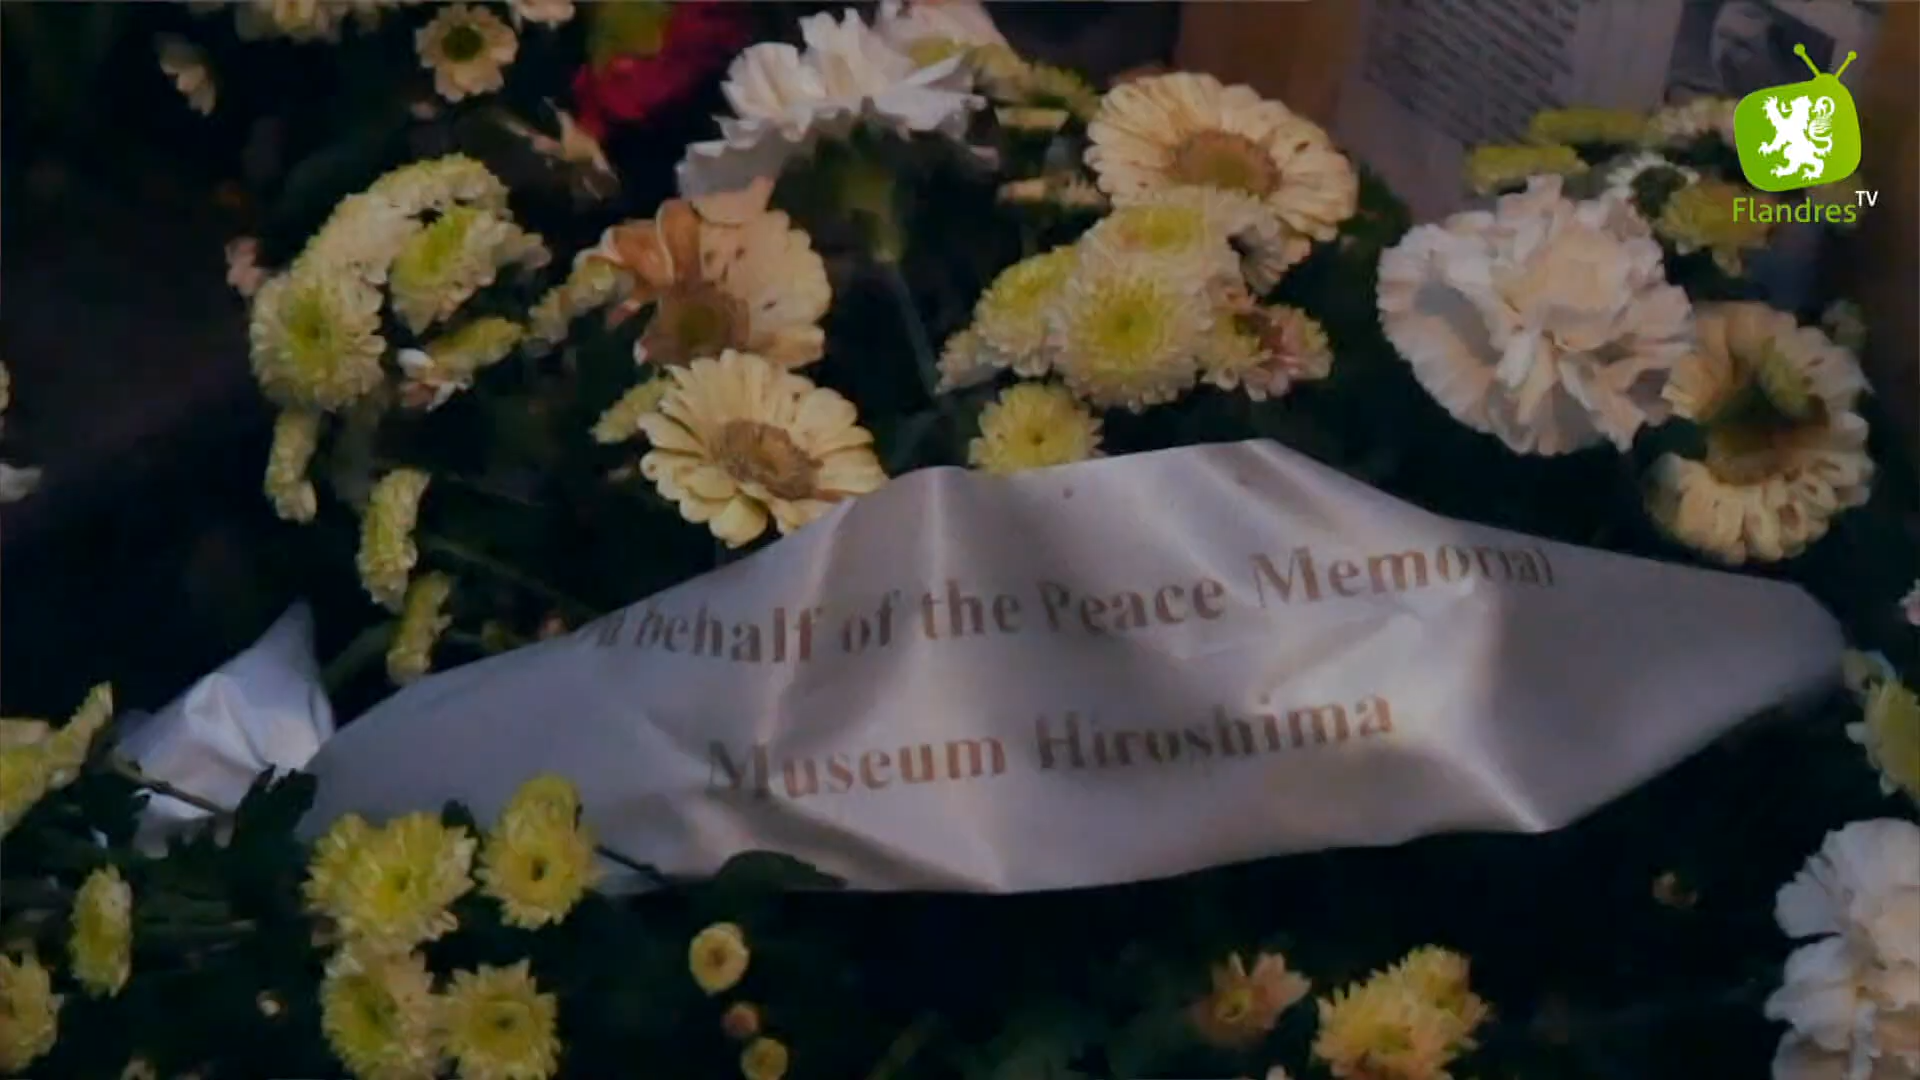 behalf of the Peace Memorial
Museum Hiroshima
Flandres TV